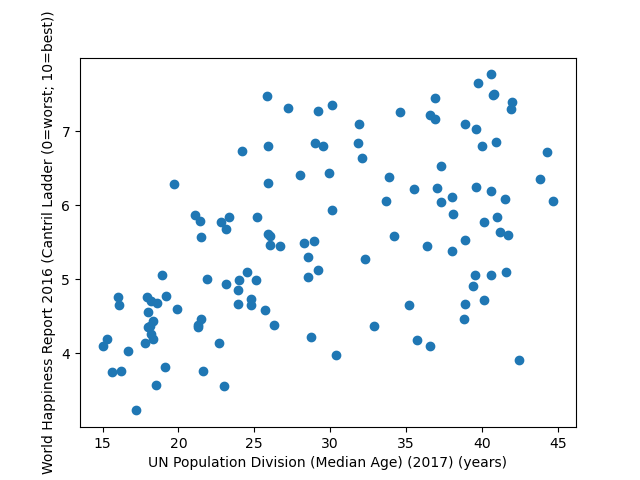 World Happiness Report 2016 (Cantril Ladder (0=worst; 10=best))
7
6
5
4
15 20 25 30 35 40 45
UN Population Division (Median Age) (2017) (years)